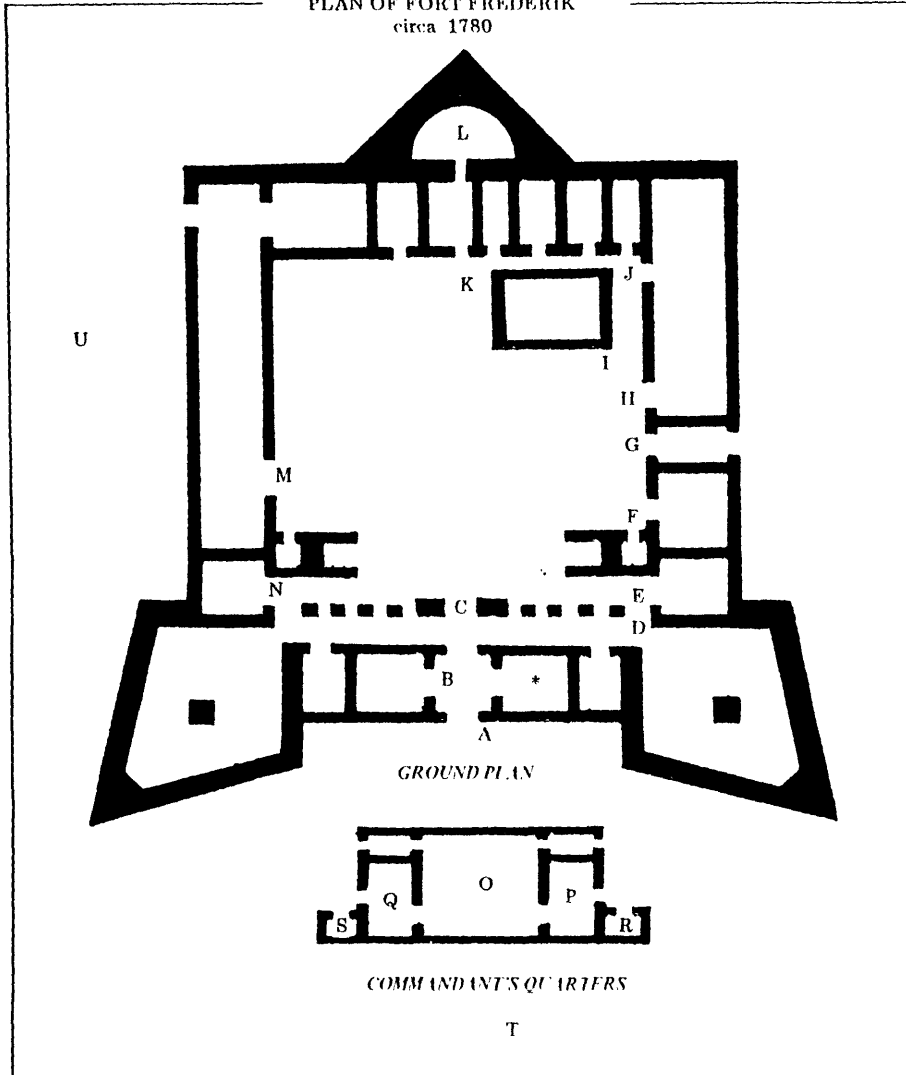 PLAN OF FORT FREDERIK
circa 1780
L
K
J
U
I
H
G
M
F
N
C
E
D
B
*
A
GROUND PLAN
O
Q
P
S
R
COMMANDANT'S QUARTERS
T